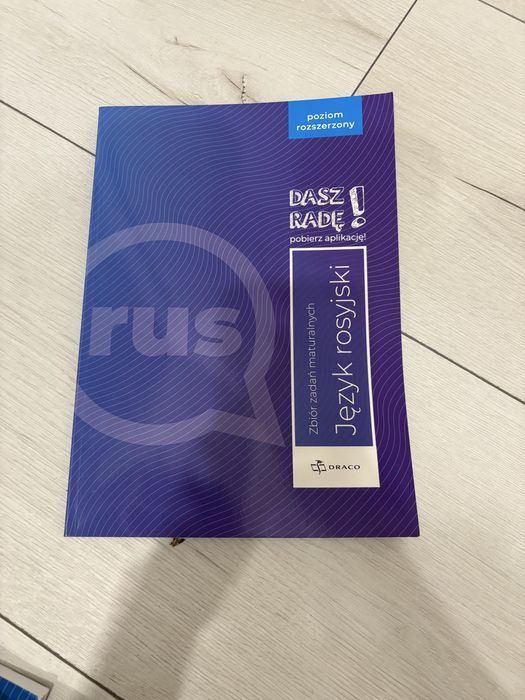 poziom
rozszerzony
DASZ
RADĘ!
pobierz aplikację!
rus
Zbiór zadań maturalnych
Język rosyjski
DRACO